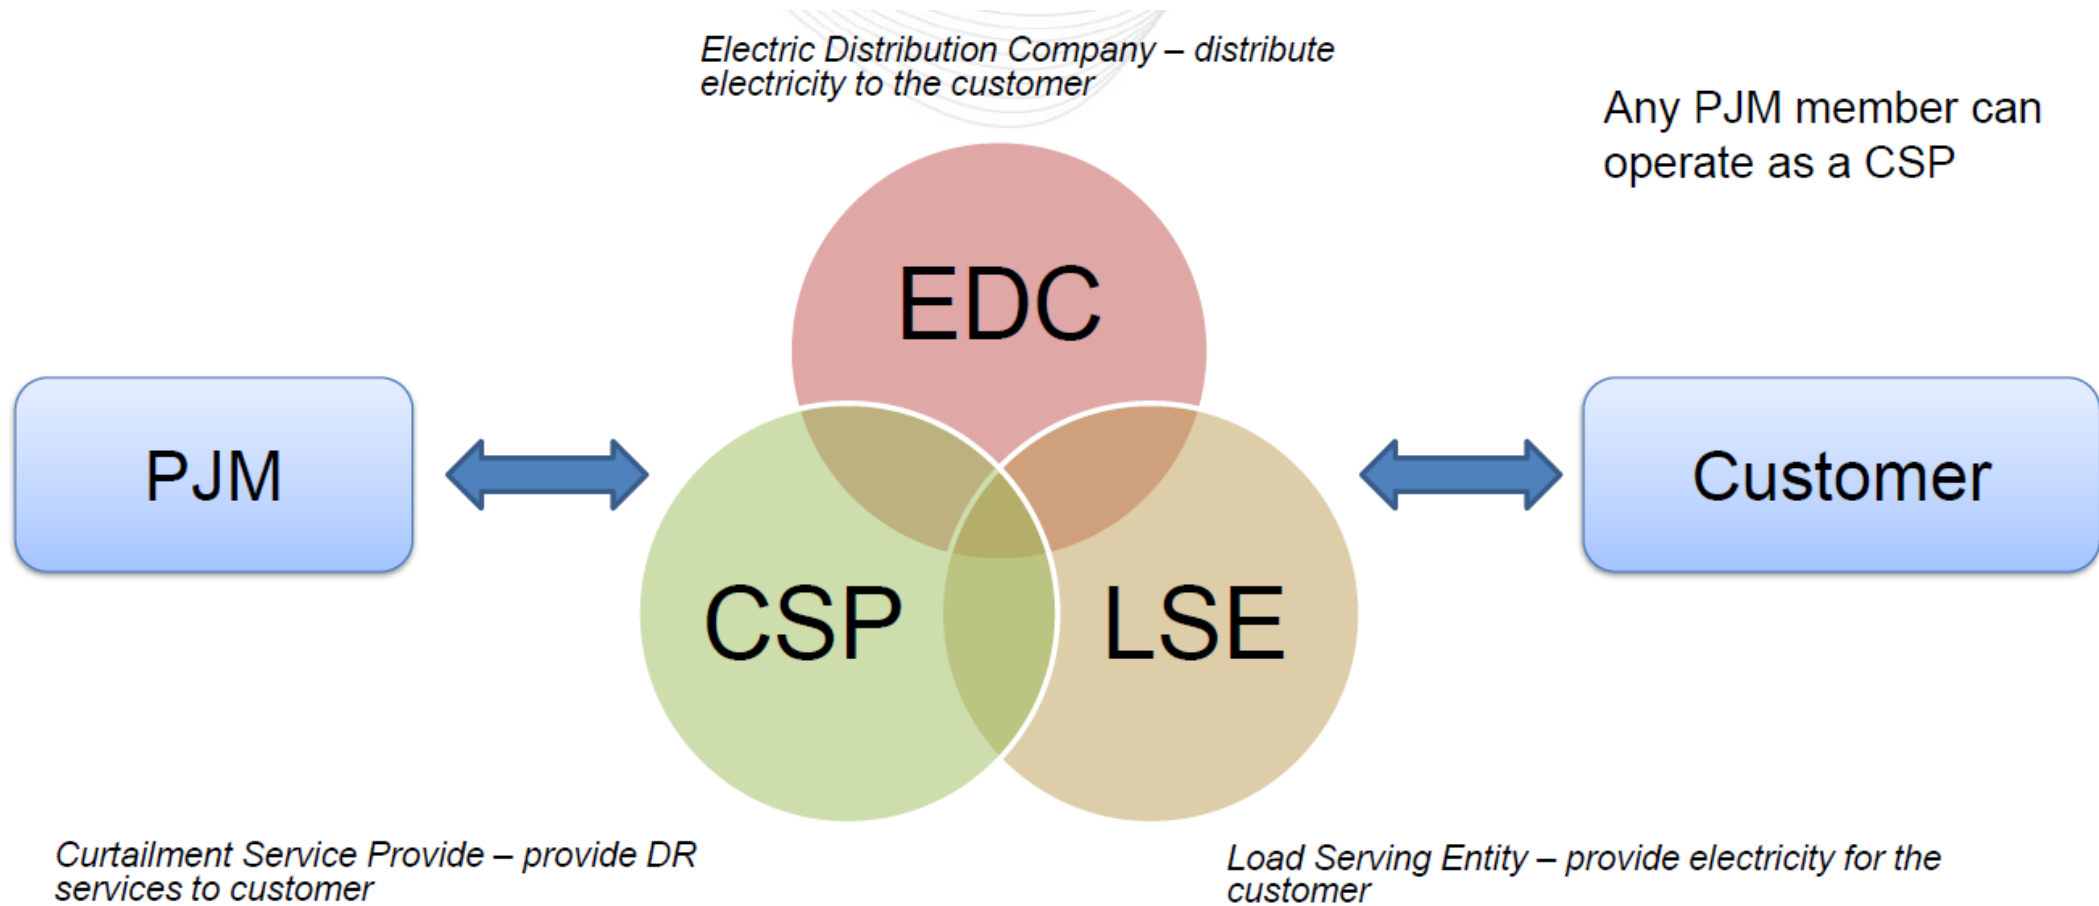 Electric Distribution Company – distribute
electricity to the customer
Any PJM member can
operate as a CSP
EDC
PJM
Customer
CSP
LSE
Curtailment Service Provide – provide DR
services to customer
Load Serving Entity – provide electricity for the
customer